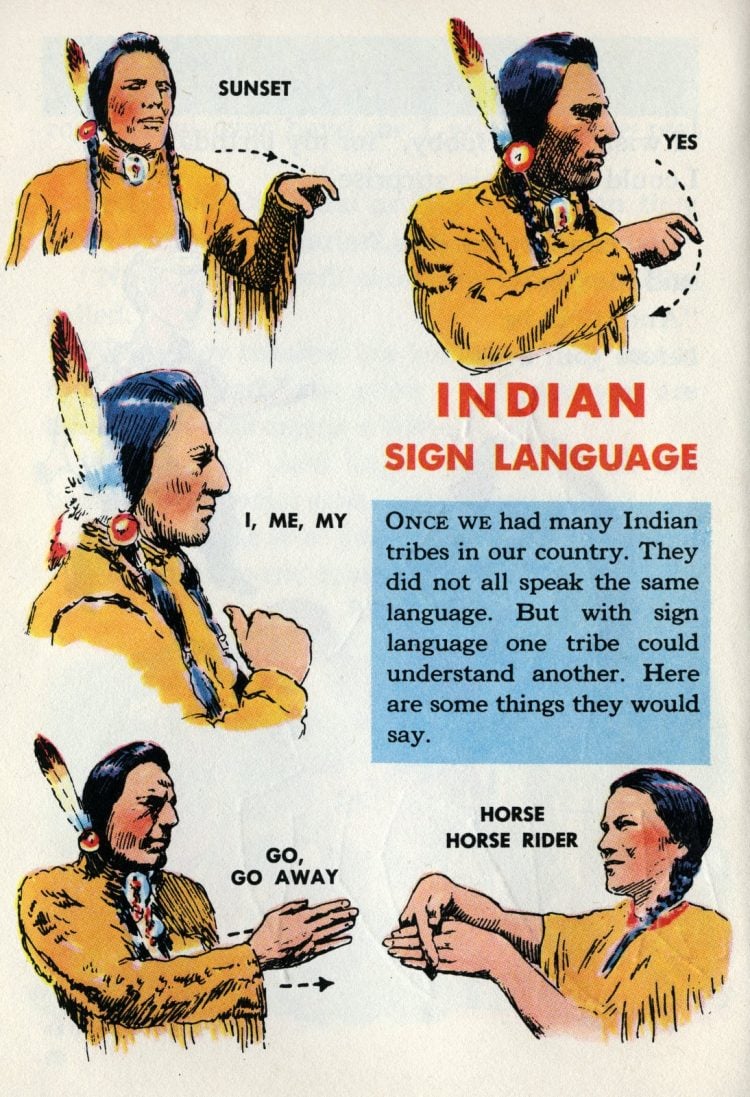 SUNSET
YES
INDIAN
SIGN LANGUAGE
I, ME, MY
ONCE WE had many Indian
tribes in our country. They
did not all speak the same
language. But with sign
language one tribe could
understand another. Here
are some things they would
say.
GO,
GO AWAY
HORSE
HORSE RIDER